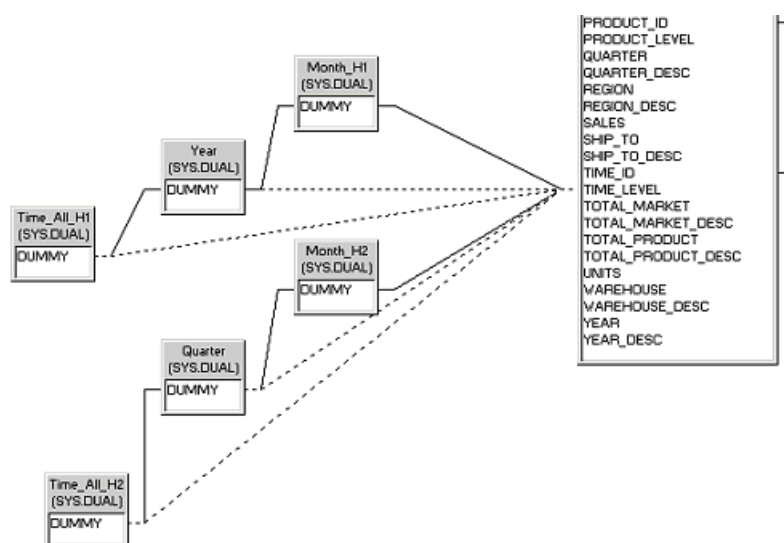 PRODUCT_ID
PRODUCT_LEVEL
QUARTER
QUARTER_DESC
REGION
REGION_DESC
SALES
SHIP_TO
SHIP_TO_DESC
TIME_ID
TIME_LEVEL
TOTAL_MARKET
TOTAL_MARKET_DESC
TOTAL_PRODUCT
TOTAL_PRODUCT_DESC
UNITS
WAREHOUSE
WAREHOUSE_DESC
YEAR
YEAR_DESC
Month_H1
(SYS.DUAL)
DUMMY
Year
(SYS.DUAL)
DUMMY
Time_All_H1
(SYS.DUAL)
DUMMY
Month_H2
(SYS.DUAL)
DUMMY
Quarter
(SYS.DUAL)
DUMMY
Time_All_H2
(SYS.DUAL)
DUMMY